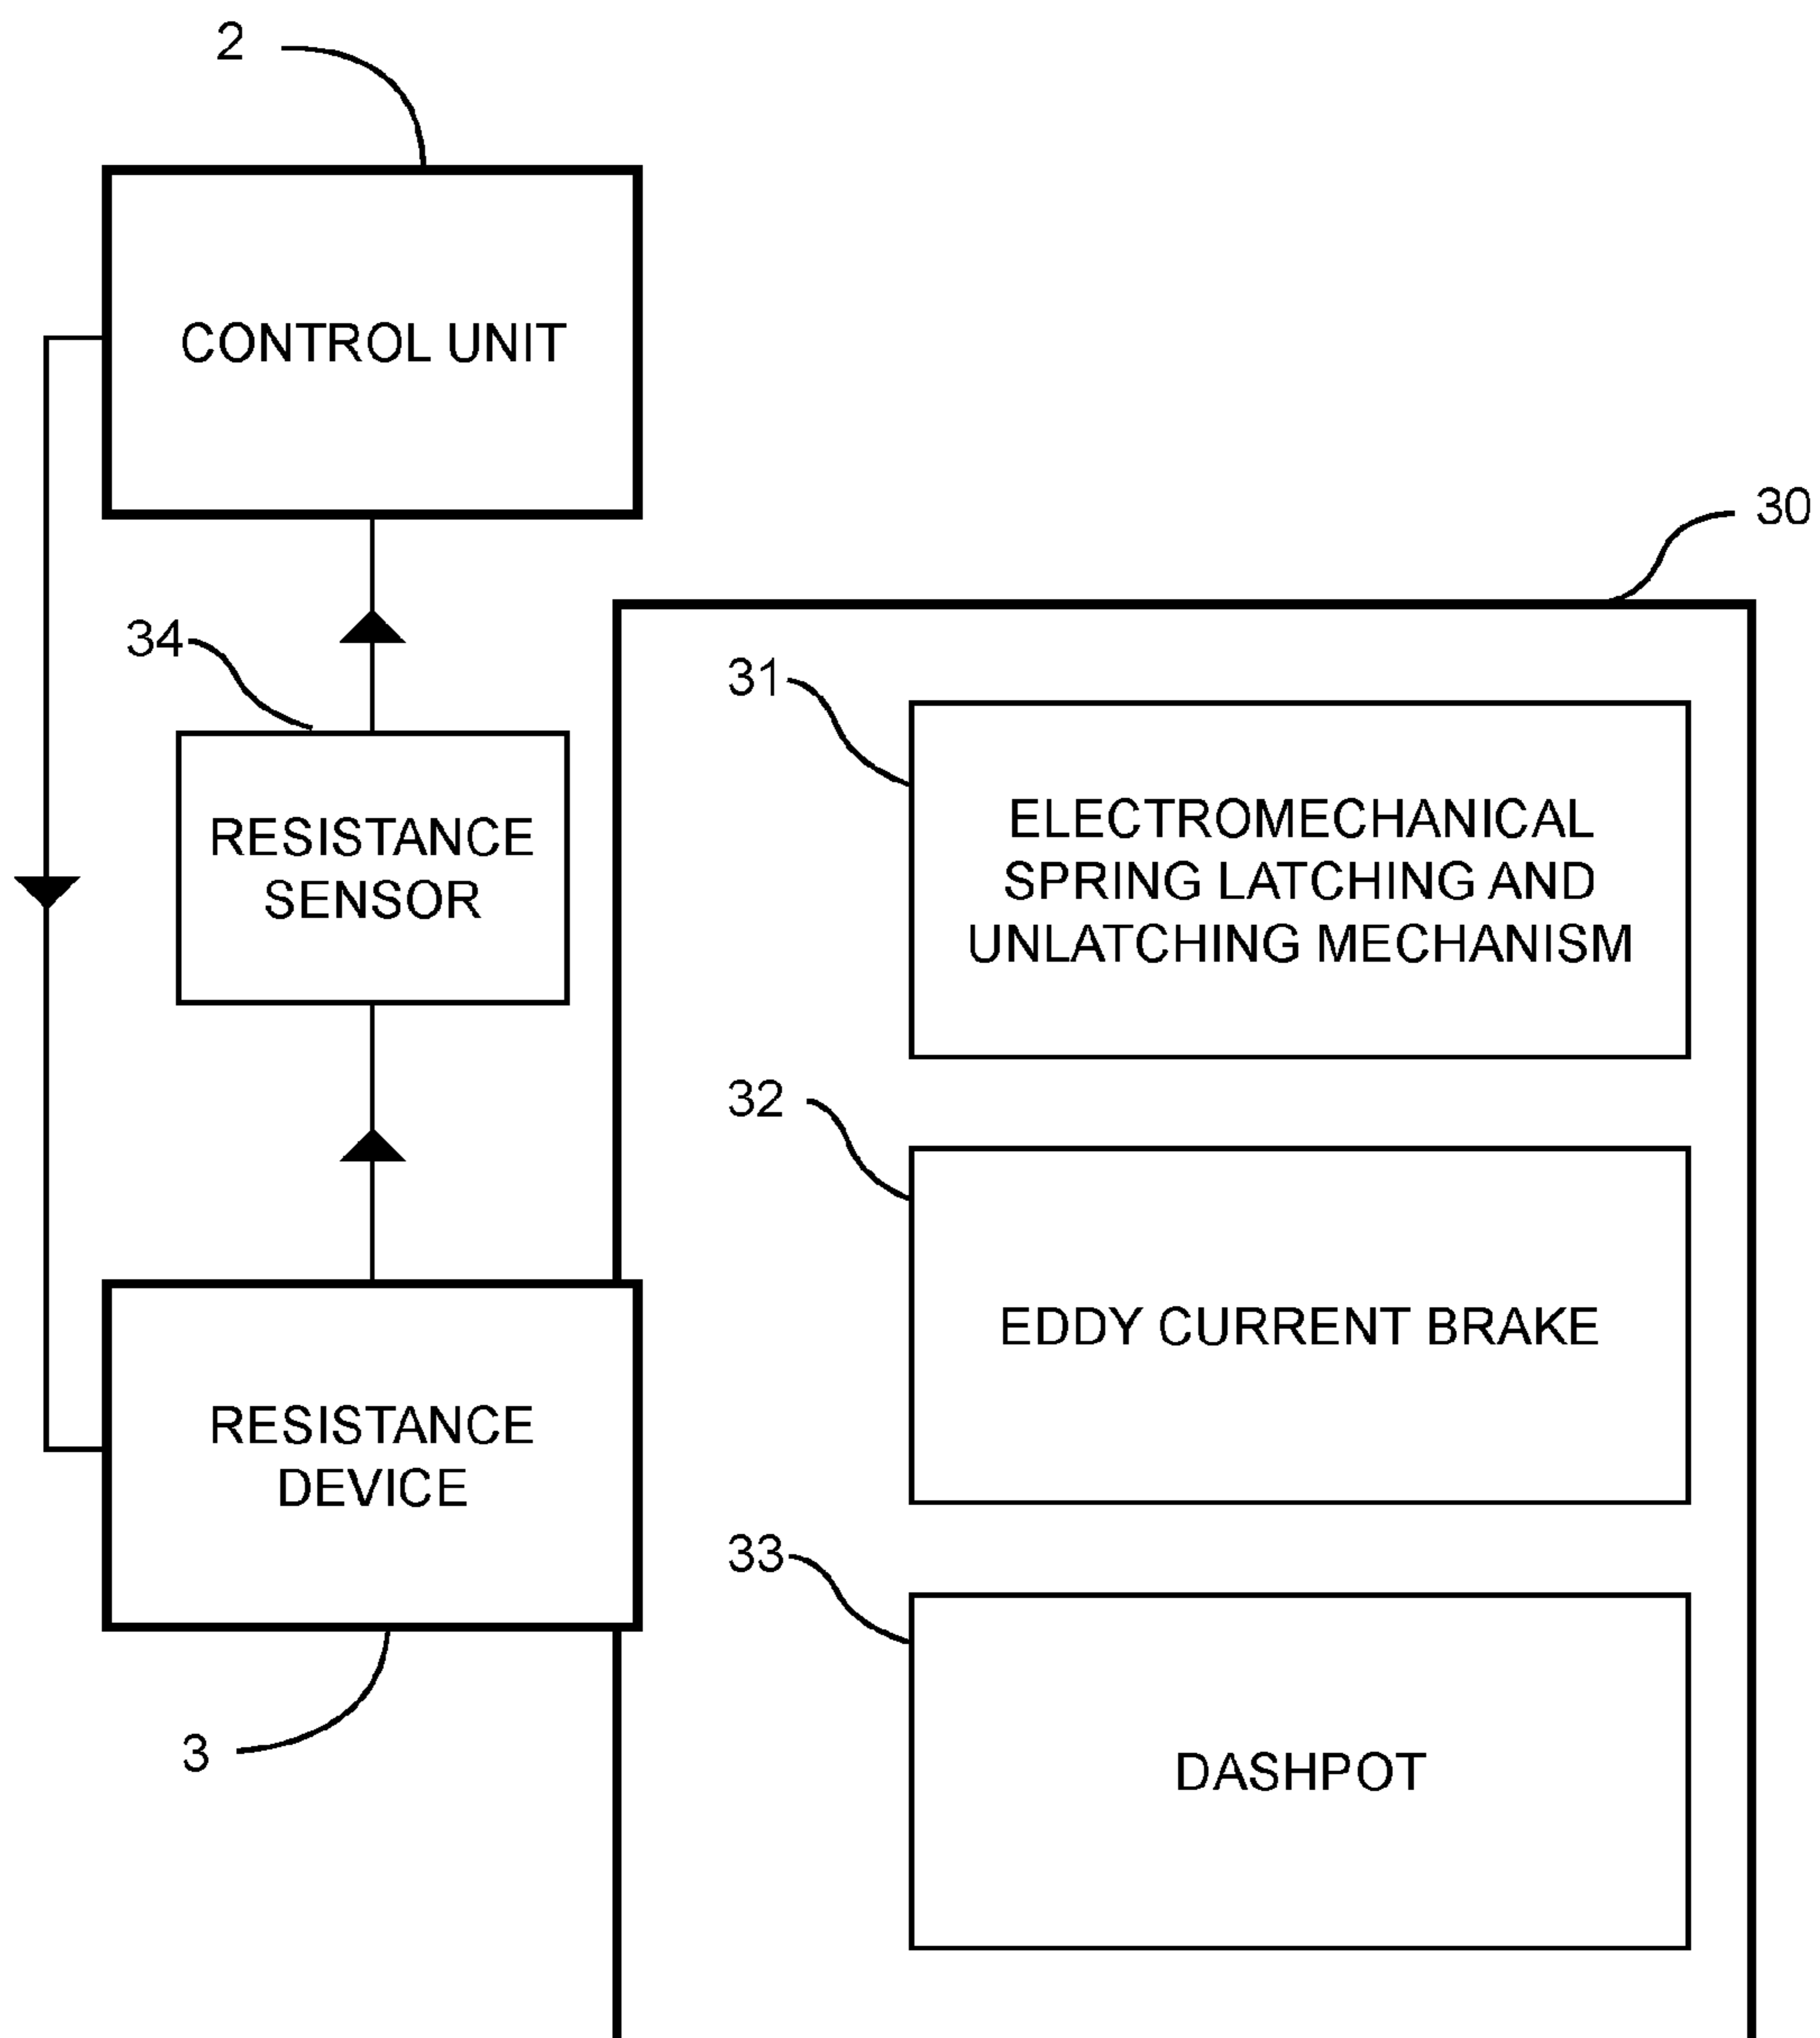 2
CONTROL UNIT
30
34
31
RESISTANCE
SENSOR
ELECTROMECHANICAL
SPRING LATCHING AND
UNLATCHING MECHANISM
32
EDDY CURRENT BRAKE
RESISTANCE
DEVICE
33
3
DASHPOT